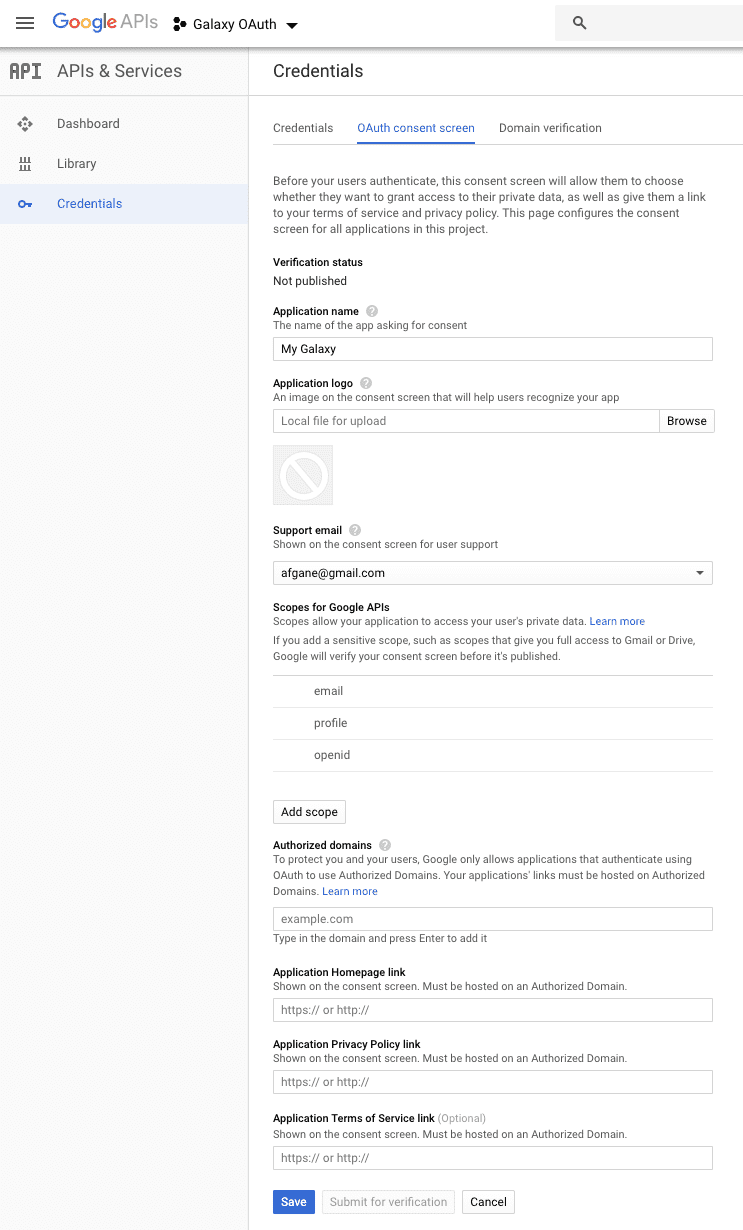 Google APIs Galaxy OAuth
API APIs & Services
Credentials
Dashboard
Library
Credentials
Credentials OAuth consent screen Domain verification
Before your users authenticate, this consent screen will allow them to choose
whether they want to grant access to their private data, as well as give them a link
to your terms of service and privacy policy. This page configures the consent
screen for all applications in this project.
Verification status
Not published
Application name ?
The name of the app asking for consent
My Galaxy
Application logo ?
An image on the consent screen that will help users recognize your app
Local file for upload Browse
Support email ?
Shown on the consent screen for user support
afgane@gmail.com
Scopes for Google APIs
Scopes allow your application to access your user's private data. Learn more
If you add a sensitive scope, such as scopes that give you full access to Gmail or Drive,
Google will verify your consent screen before it's published.
email
profile
openid
Add scope
Authorized domains ?
To protect you and your users, Google only allows applications that authenticate using
OAuth to use Authorized Domains. Your applications' links must be hosted on Authorized
Domains. Learn more
example.com
Type in the domain and press Enter to add it
Application Homepage link
Shown on the consent screen. Must be hosted on an Authorized Domain.
https:// or http://
Application Privacy Policy link
Shown on the consent screen. Must be hosted on an Authorized Domain.
https:// or http://
Application Terms of Service link (Optional)
Shown on the consent screen. Must be hosted on an Authorized Domain.
https:// or http://
Save Submit for verification Cancel